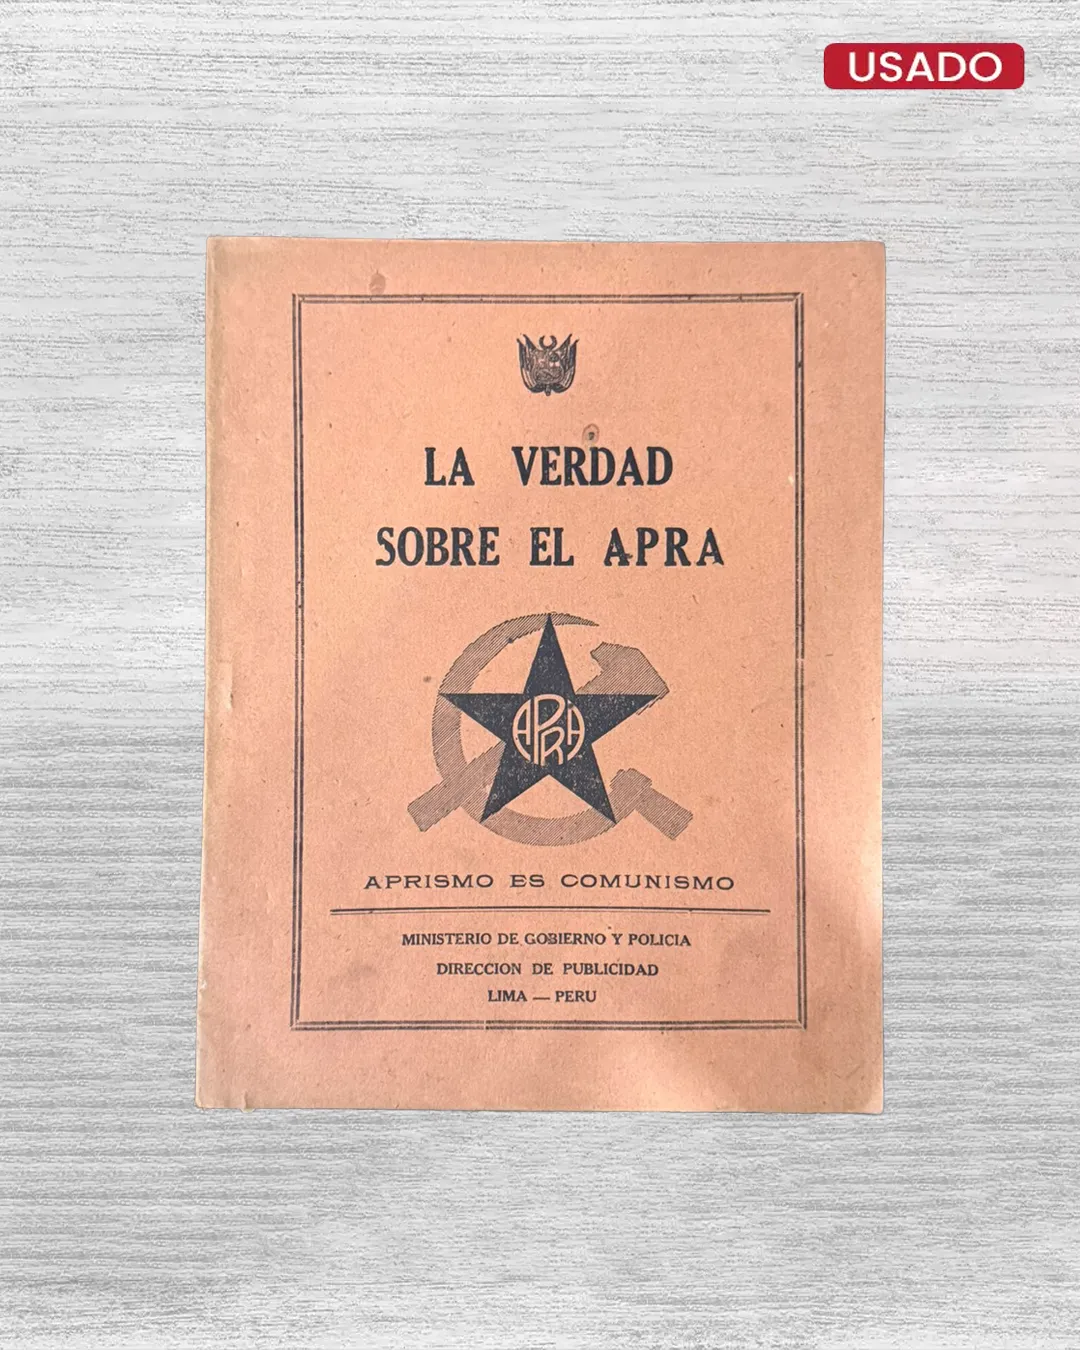 USADO
LA VERDAD
SOBRE EL APRA
APRA
APRISMO ES COMUNISMO
MINISTERIO DE GOBIERNO Y POLICIA
DIRECCION DE PUBLICIDAD
LIMA — PERU